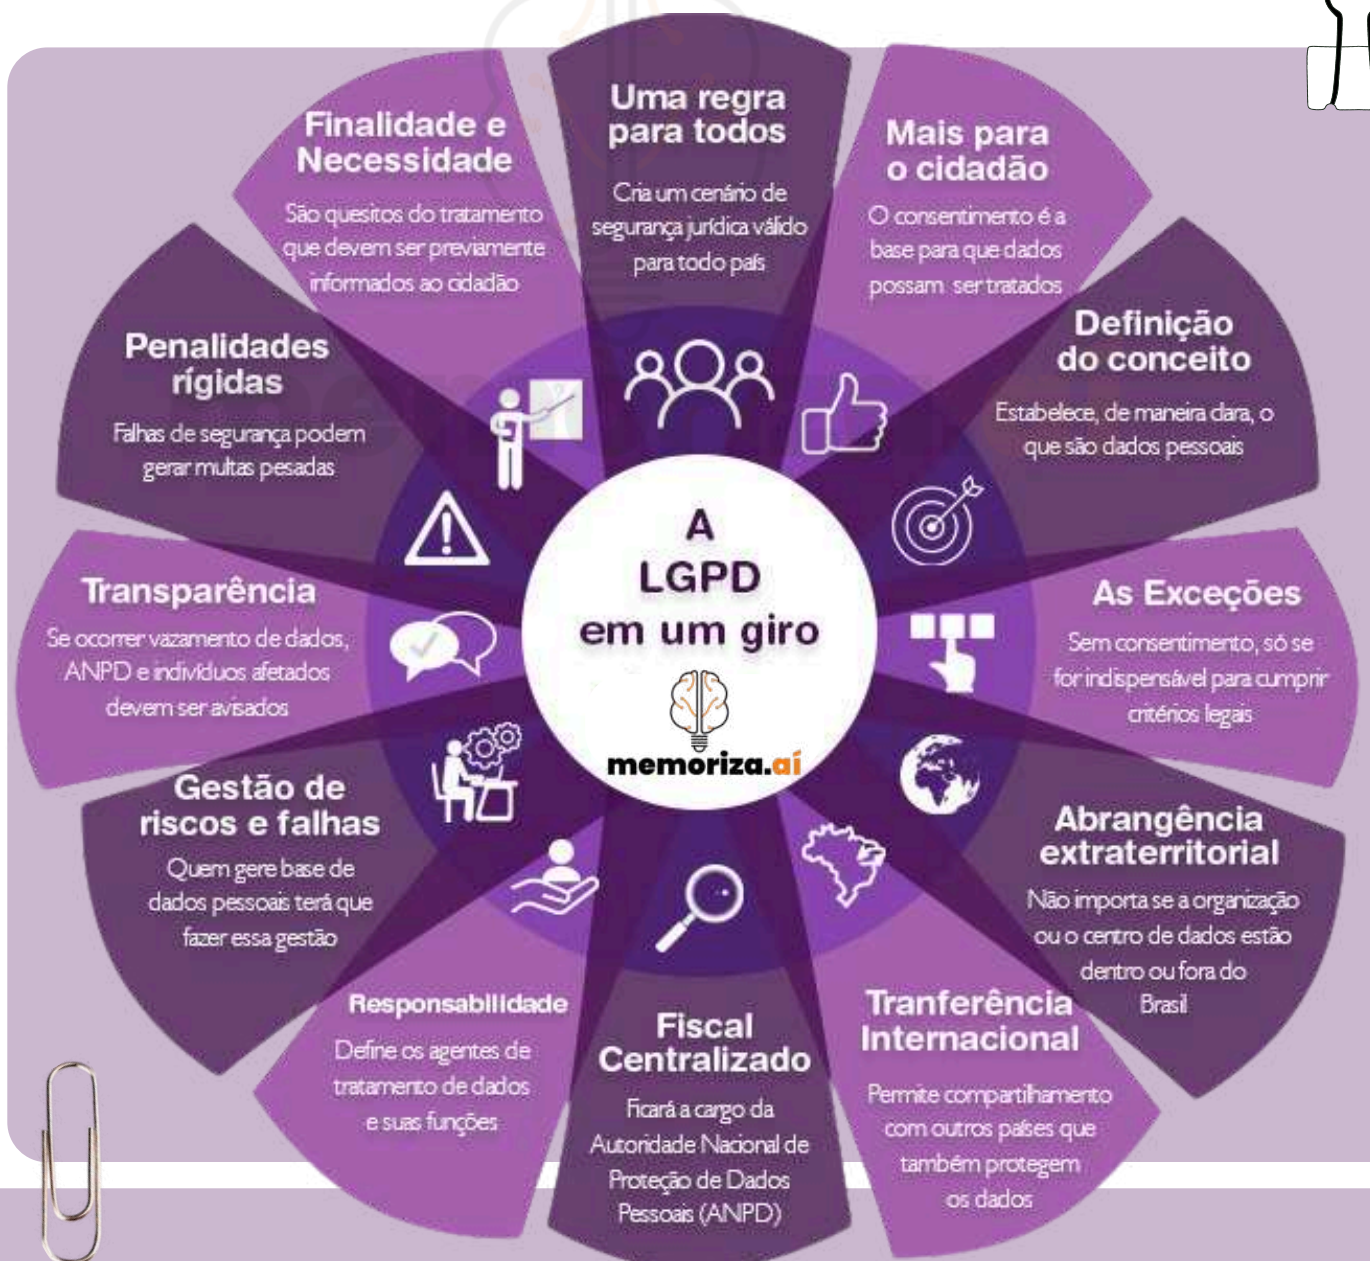 A
LGPD
em um giro
memoriza.aí
Uma regra
para todos
Cria um cenário de
segurança jurídica válido
para todo país
Mais para
o cidadão
O consentimento é a
base para que dados
possam ser tratados
Definição
do conceito
Estabelece, de maneira clara, o
que são dados pessoais
As Exceções
Sem consentimento, só se
for indispensável para cumprir
critérios legais
Abrangência
extraterritorial
Não importa se a organização
ou o centro de dados estão
dentro ou fora do
Brasil
Tranferência
Internacional
Permite compartilhamento
com outros países que
também protegem
os dados
Fiscal
Centralizado
Ficará a cargo da
Autoridade Nacional de
Proteção de Dados
Pessoais (ANPD)
Responsabilidade
Define os agentes de
tratamento de dados
e suas funções
Gestão de
riscos e falhas
Quem gere base de
dados pessoais terá que
fazer essa gestão
Transparência
Se ocorrer vazamento de dados,
ANPD e indivíduos afetados
devem ser avisados
Penalidades
rígidas
Falhas de segurança podem
gerar multas pesadas
Finalidade e
Necessidade
São quesitos do tratamento
que devem ser previamente
informados ao cidadão